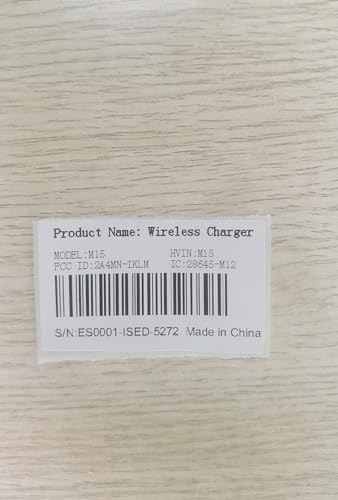 Product Name: Wireless Charger
MODEL:M15 HVIN:M15
FCC ID:2A4MN-IKLM IC:28645-M12
S/N:ES0001-ISED-5272 Made in China